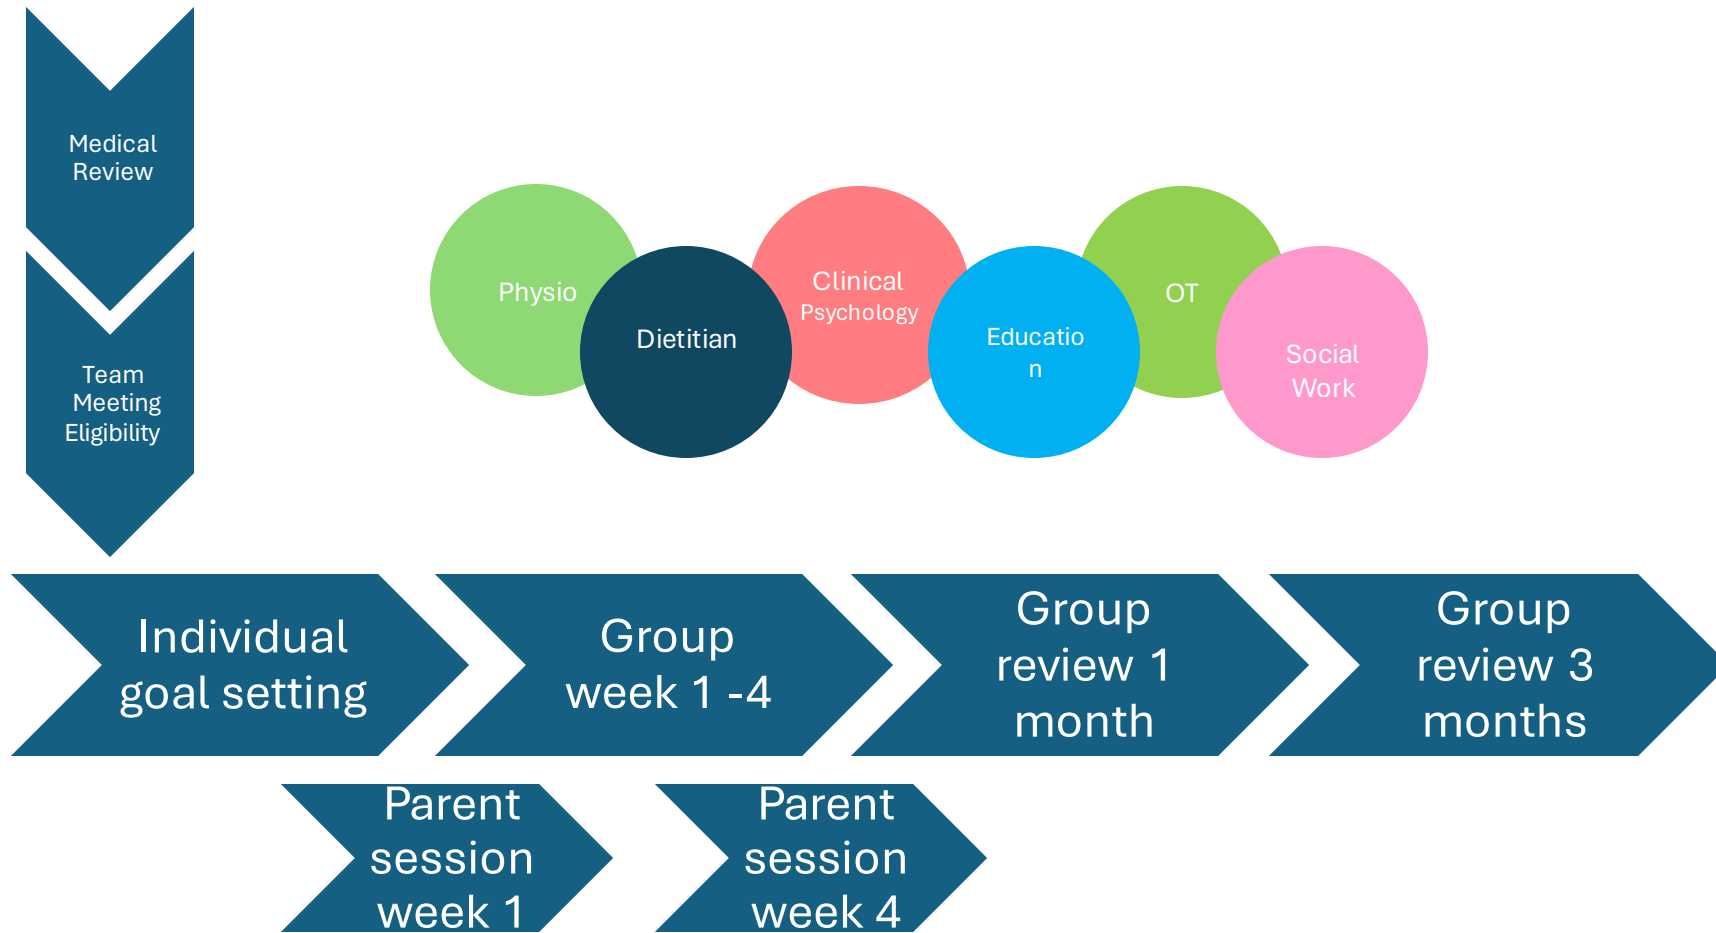 Medical
Review
Team
Meeting
Eligibility
Physio
Dietitian
Clinical
Psychology
Educatio
n
OT
Social
Work
Individual
goal setting
Group
week 1 -4
Group
review 1
month
Group
review 3
months
Parent
session
week 1
Parent
session
week 4